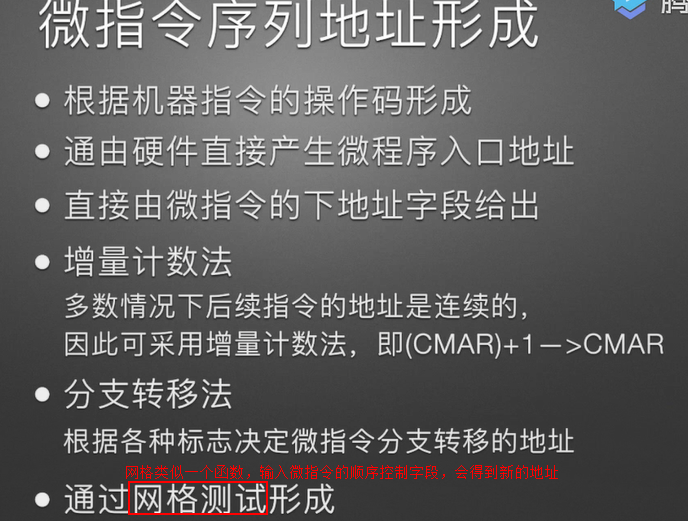 微指令序列地址形成
腾
● 根据机器指令的操作码形成
● 通由硬件直接产生微程序入口地址
● 直接由微指令的下地址字段给出
● 增量计数法
多数情况下后续指令的地址是连续的，
因此可采用增量计数法，即(CMAR)+1—>CMAR
● 分支转移法
根据各种标志决定微指令分支转移的地址
网格类似一个函数：输入微指令的顺序控制字段，会得到新的地址
● 通过网格测试形成